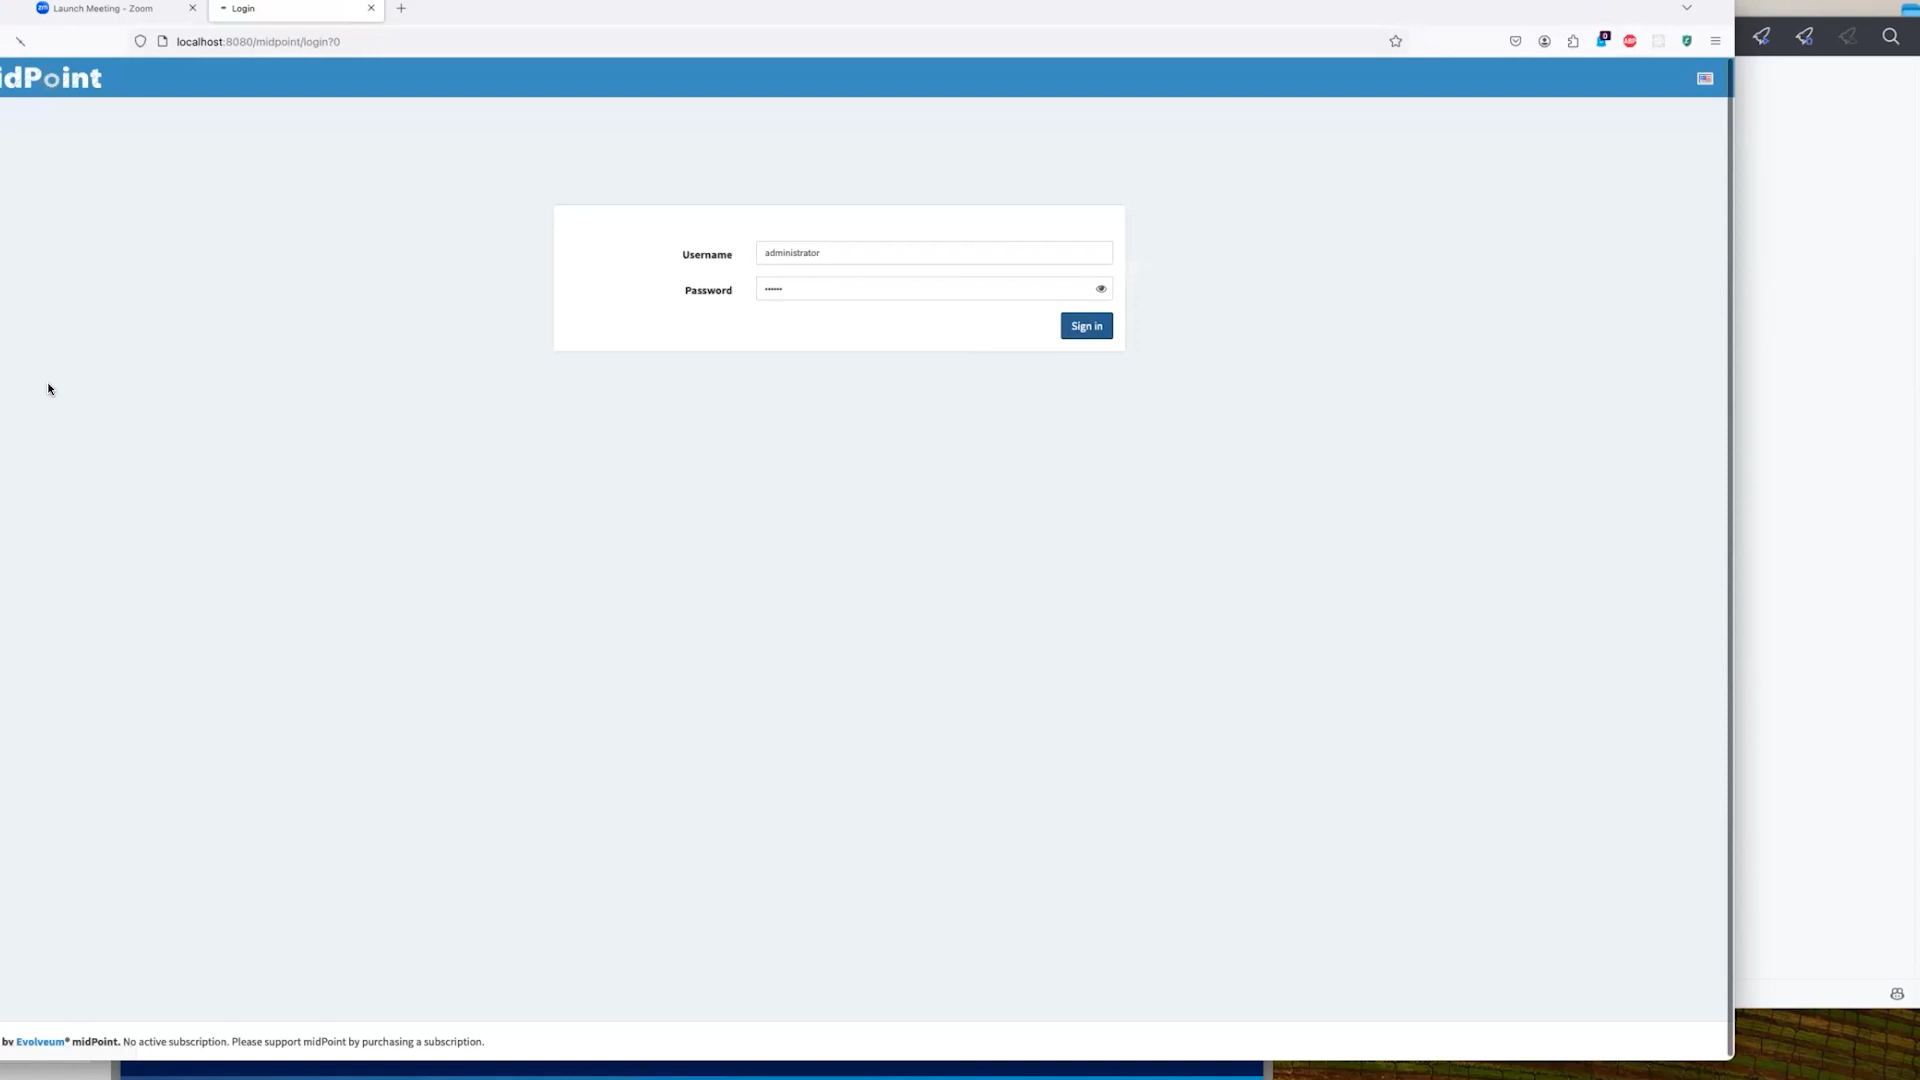 Launch Meeting - Zoom
Login
localhost:8080/midpoint/login?0
idPoint
Username
administrator
Password
••••••
Sign in
by Evolveum® midPoint. No active subscription. Please support midPoint by purchasing a subscription.